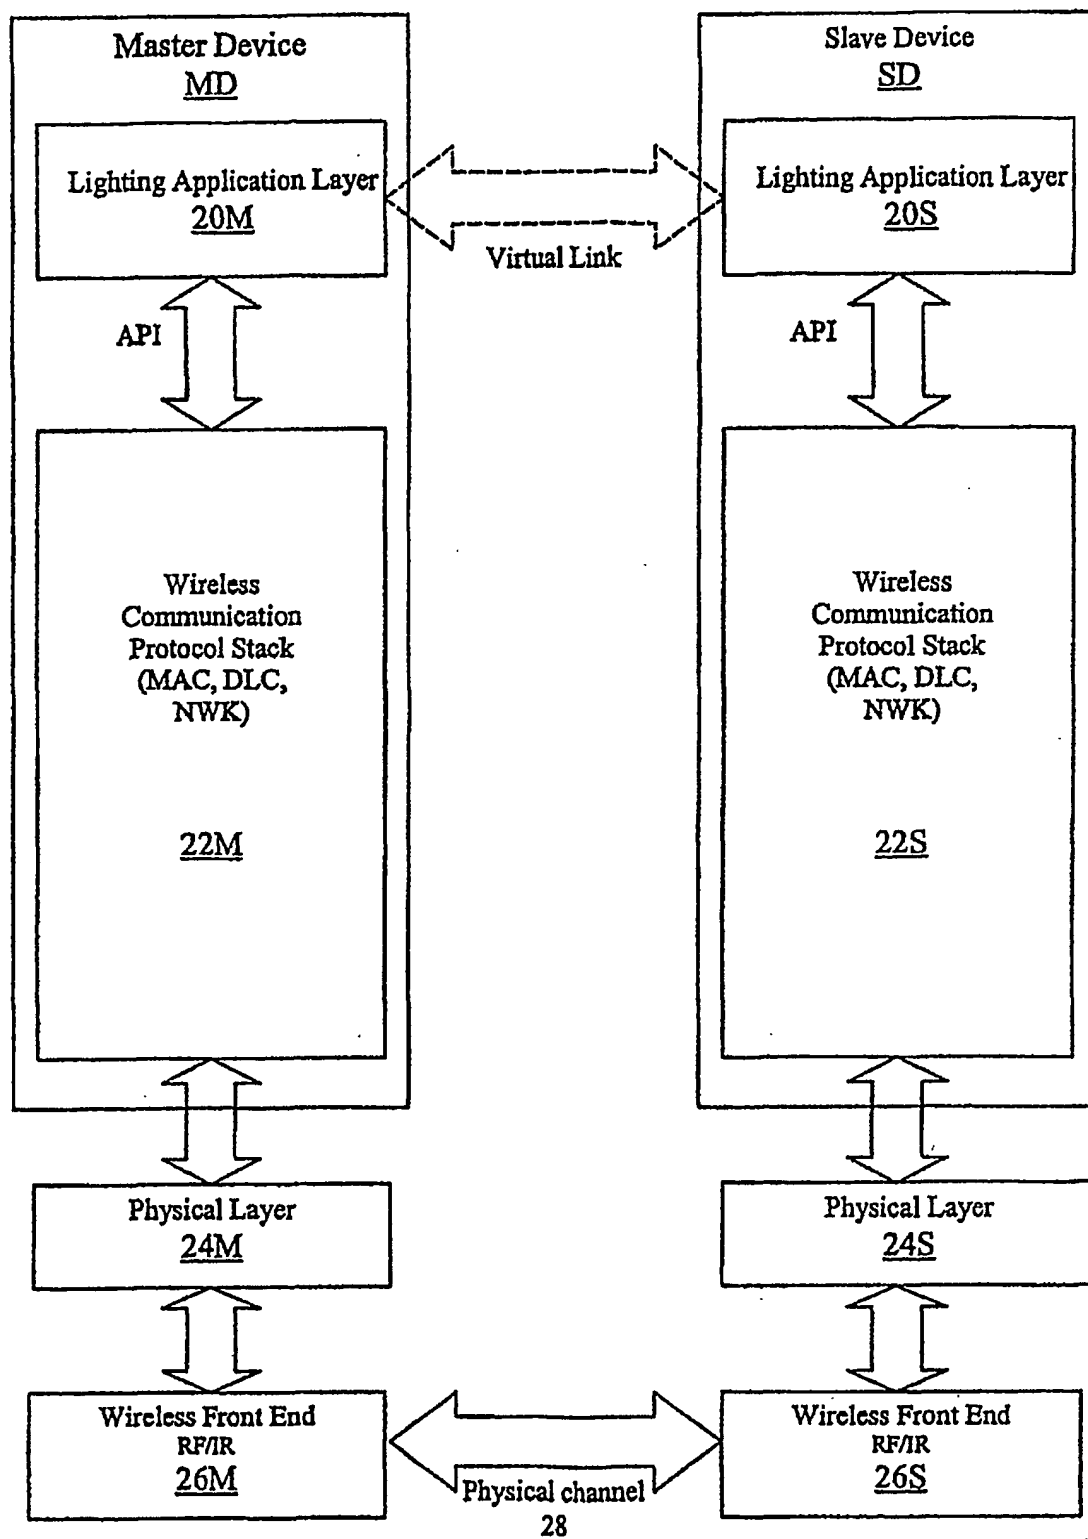 Master Device
MD
Lighting Application Layer
20M
API
Wireless
Communication
Protocol Stack
(MAC, DLC,
NWK)
22M
Physical Layer
24M
Wireless Front End
RF/IR
26M
Virtual Link
Physical channel
28
Slave Device
SD
Lighting Application Layer
20S
API
Wireless
Communication
Protocol Stack
(MAC, DLC,
NWK)
22S
Physical Layer
24S
Wireless Front End
RF/IR
26S